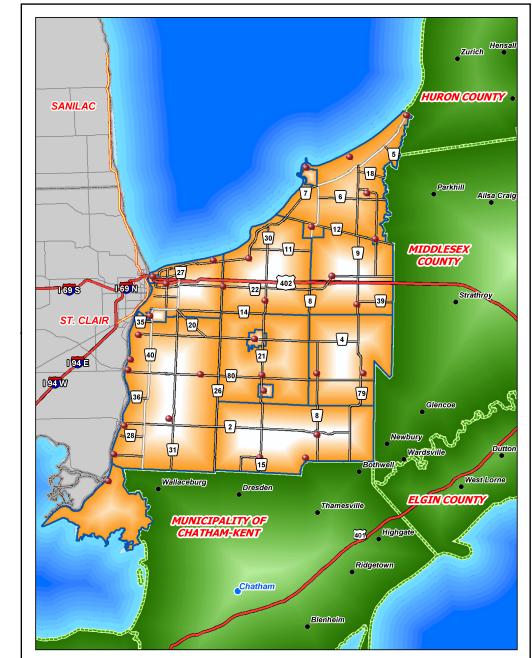 Zurich
Hensall
SANILAC
HURON COUNTY
5
18
7
6
Parkhill
Ailsa Craig
12
30
11
9
MIDDLESEX
COUNTY
27
402
22
I 69 S
I 69 N
8
39
Strathroy
14
ST. CLAIR
35
20
4
40
21
I 94 E
80
I 94 W
26
36
79
Glencoe
8
2
28
Newbury
31
Wardsville
Dutton
15
Bothwell
Wallaceburg
Dresden
West Lorne
ELGIN COUNTY
Thamesville
MUNICIPALITY OF
CHATHAM-KENT
401
Highgate
Ridgetown
Chatham
Blenheim